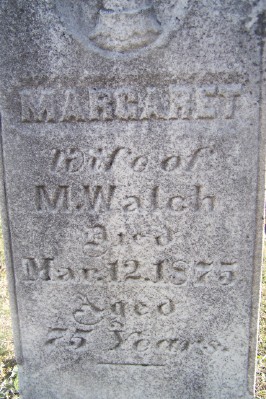 MARGARET
Wife of
M. Walch
Died
Mar. 12. 1875
Aged
75 Years.